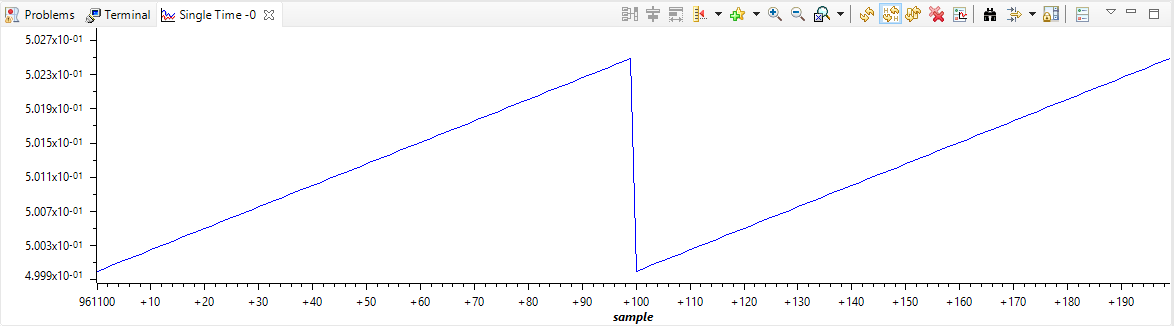 Problems Terminal Single Time -0
5.027x10-01
5.023x10-01
5.019x10-01
5.015x10-01
5.011x10-01
5.007x10-01
5.003x10-01
4.999x10-01
961100 +10 +20 +30 +40 +50 +60 +70 +80 +90 +100 +110 +120 +130 +140 +150 +160 +170 +180 +190
sample